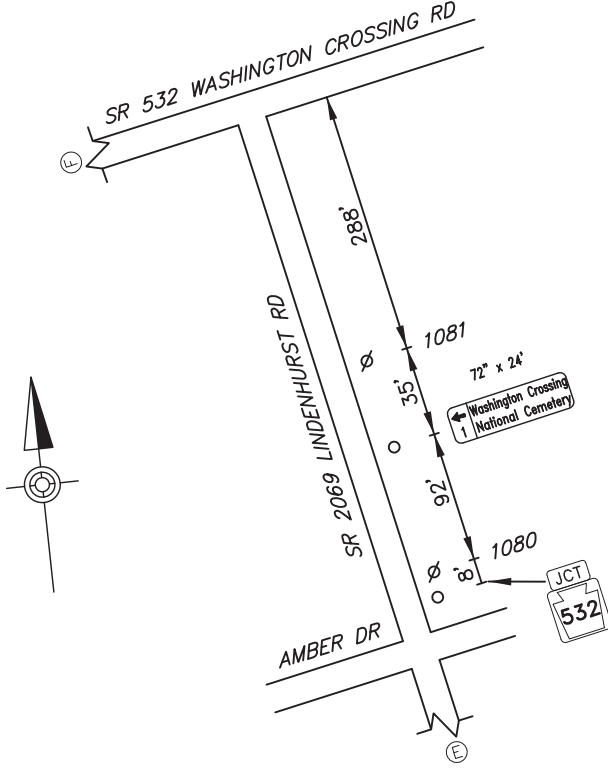 SR 532 WASHINGTON CROSSING RD
F
288'
1081
72" x 24'
35'
← Washington Crossing
1 National Cemetery
SR 2069 LINDENHURST RD
92'
1080
8'
JCT
532
AMBER DR
E